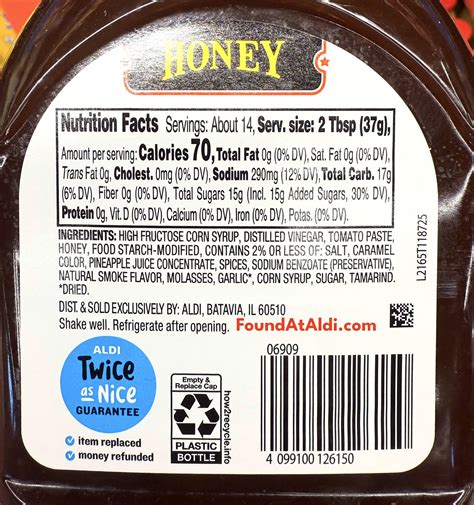 HONEY
Nutrition Facts Servings: About 14, Serv. size: 2 Tbsp (37g),
Amount per serving: Calories 70, Total Fat 0g (0% DV), Sat. Fat 0g (0% DV),
Trans Fat 0g, Cholest. 0mg (0% DV), Sodium 290mg (12% DV), Total Carb. 17g
(6% DV), Fiber 0g (0% DV), Total Sugars 15g (Incl. 15g Added Sugars, 30% DV),
Protein 0g, Vit. D (0% DV), Calcium (0% DV), Iron (0% DV), Potas. (0% DV).
INGREDIENTS: HIGH FRUCTOSE CORN SYRUP, DISTILLED VINEGAR, TOMATO PASTE,
HONEY, FOOD STARCH-MODIFIED, CONTAINS 2% OR LESS OF: SALT, CARAMEL
COLOR, PINEAPPLE JUICE CONCENTRATE, SPICES, SODIUM BENZOATE (PRESERVATIVE),
NATURAL SMOKE FLAVOR, MOLASSES, GARLIC*, CORN SYRUP, SUGAR, TAMARIND.
*DRIED.
DIST. & SOLD EXCLUSIVELY BY: ALDI, BATAVIA, IL 60510
Shake well. Refrigerate after opening. FoundAtAldi.com
L2165T118725
ALDI
Twice
as Nice
GUARANTEE
item replaced
money refunded
Empty &
Replace Cap
PLASTIC
BOTTLE
how2recycle.info
06909
4 099100 126150